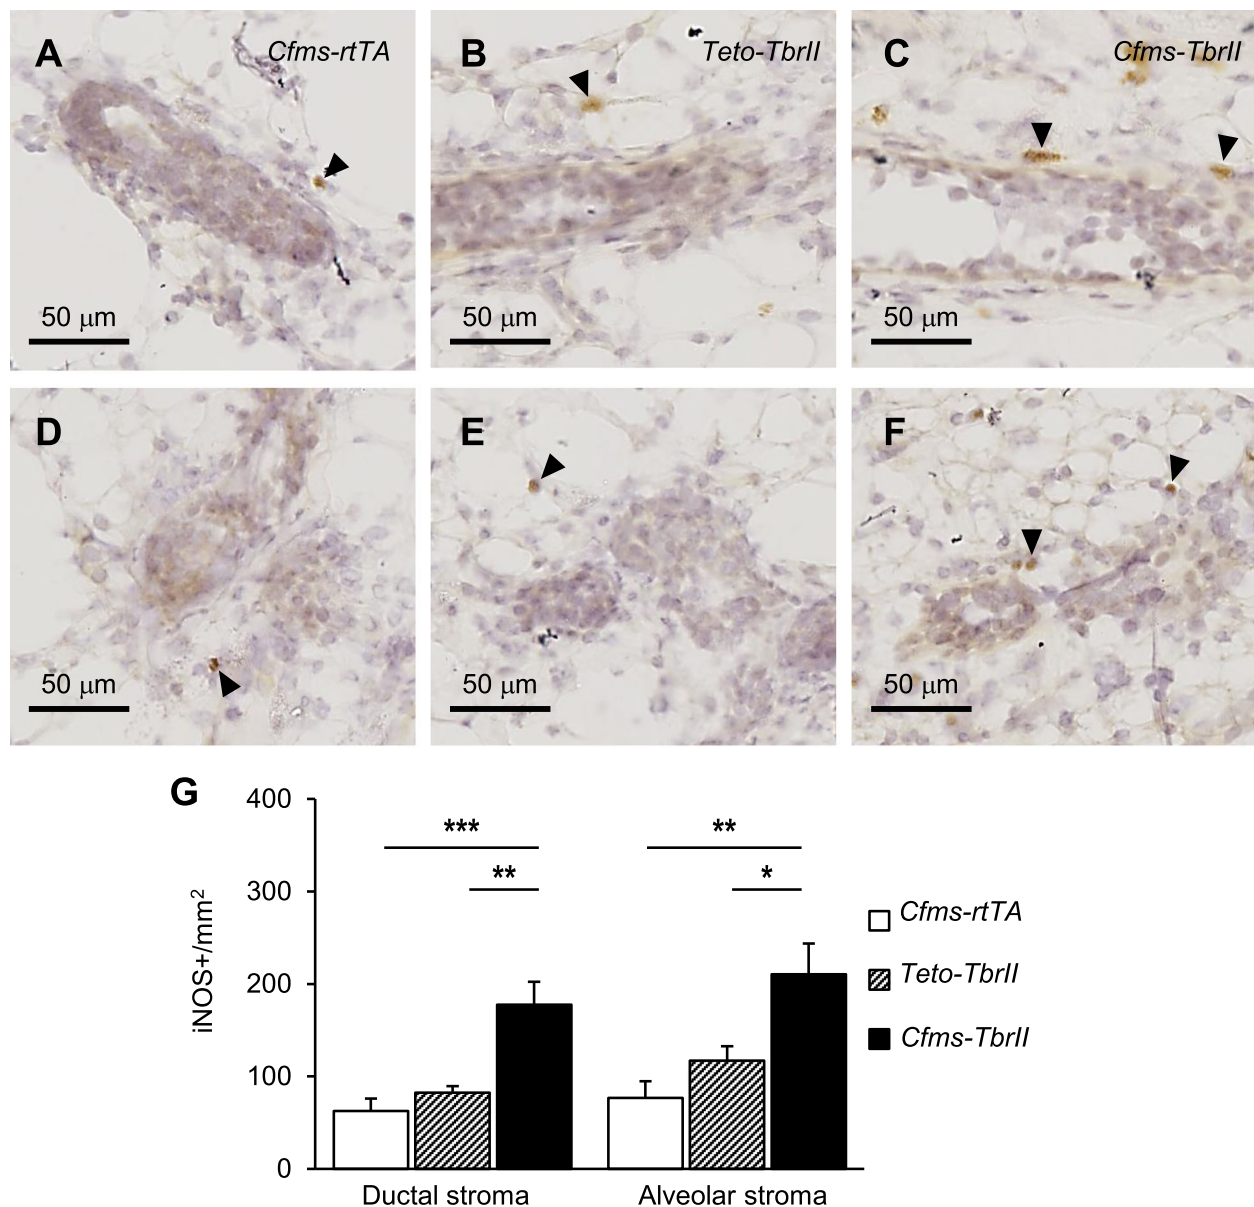 A
Cfms-rtTA
B
Teto-TbrII
C
Cfms-TbrII
50 μm
50 μm
50 μm
D
E
F
50 μm
50 μm
50 μm
G
400
300
200
100
0
iNOS+/mm²
***
**
**
*
Cfms-rtTA
Teto-TbrII
Cfms-TbrII
Ductal stroma
Alveolar stroma